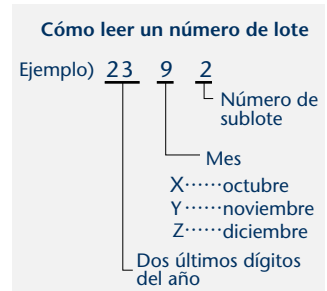 Cómo leer un número de lote
Ejemplo) 23 9 2
Número de
sublote
Mes
X······octubre
Y······noviembre
Z······diciembre
Dos últimos dígitos
del año